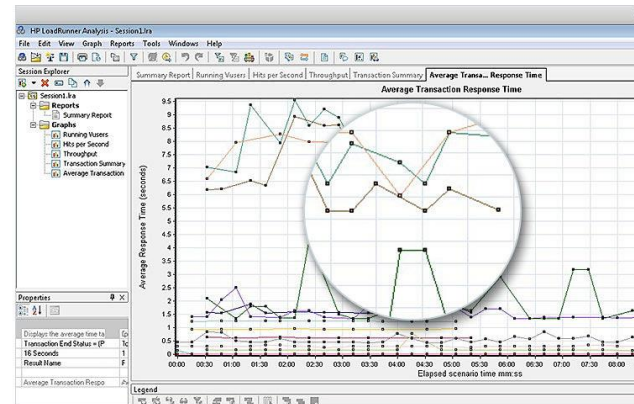 HP LoadRunner Analysis - Session1.lra
File Edit View Graph Reports Tools Windows Help
Session Explorer
Session1.lra
Reports
Summary Report
Graphs
Running Vusers
Hits per Second
Throughput
Transaction Summary
Average Transaction
Summary Report Running Vusers Hits per Second Throughput Transaction Summary Average Transa... Response Time
Average Transaction Response Time
Average Response Time (seconds)
9.5
9
8.5
8
7.5
7
6.5
6
5.5
5
4.5
4
3.5
3
2.5
2
1.5
1
0.5
0
00:00 00:30 01:00 01:30 02:00 02:30 03:00 03:30 04:00 04:30 05:00 05:30 06:00 06:30 07:00 07:30 08:00
Elapsed scenario time mm:ss
Properties
Displays the average time ta
Transaction End Status = (P
16 Seconds 1
Result Name F
Average Transaction Respo
Legend